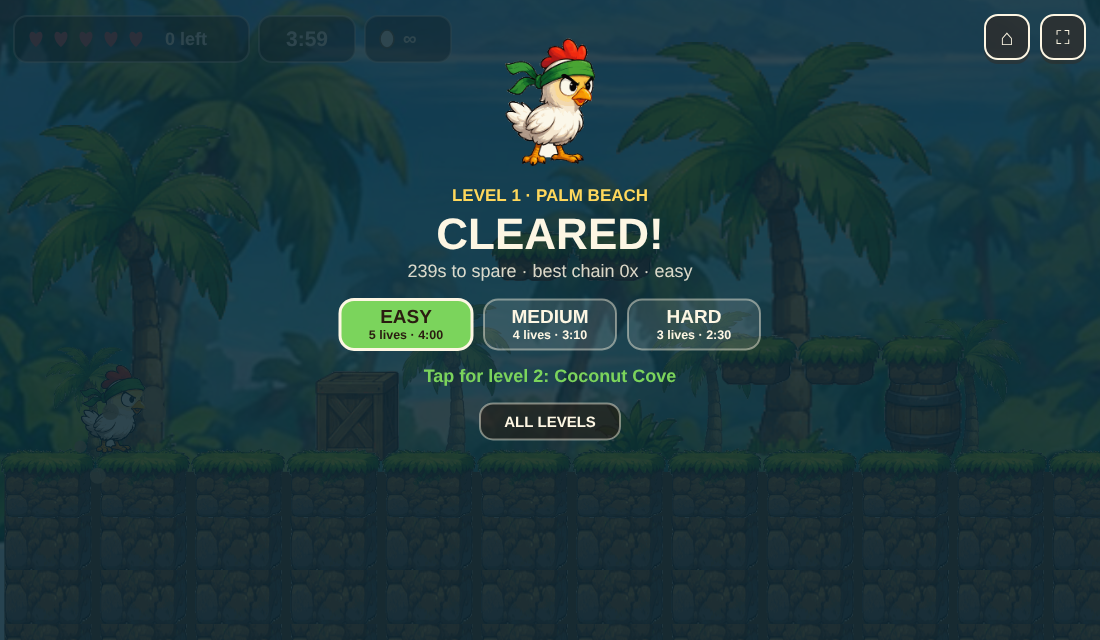 0 left
3:59
∞
LEVEL 1 · PALM BEACH
CLEARED!
239s to spare · best chain 0x · easy
EASY
5 lives · 4:00
MEDIUM
4 lives · 3:10
HARD
3 lives · 2:30
Tap for level 2: Coconut Cove
ALL LEVELS